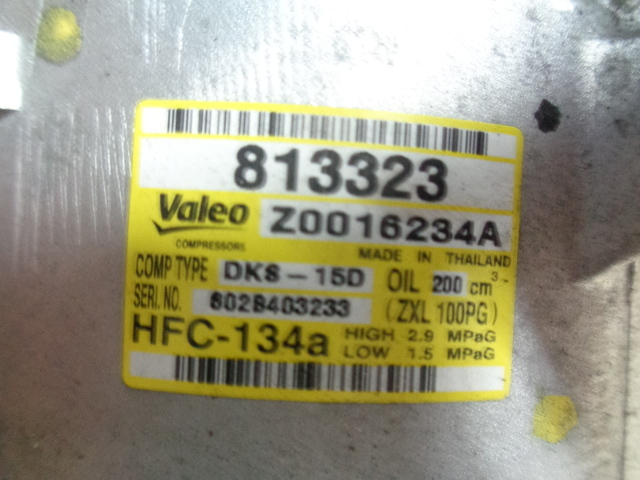 813323
Valeo Z0016234A
COMPRESSORS MADE IN THAILAND
COMP TYPE DKS-15D OIL 200 cm3
SERI. NO. 6028403233 (ZXL 100PG)
HFC-134a HIGH 2.9 MPaG
LOW 1.5 MPaG